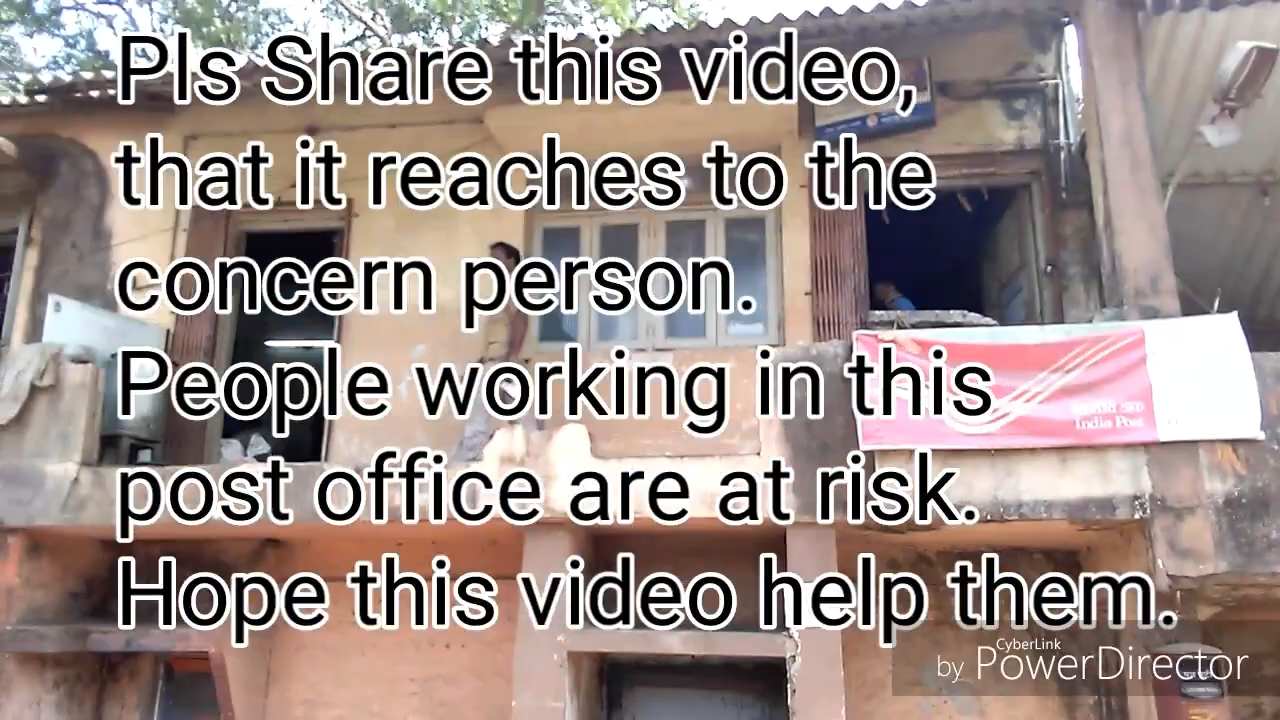 Pls Share this video,
that it reaches to the
concern person.
People working in this
post office are at risk.
Hope this video help them.
India Post
CyberLink
by PowerDirector